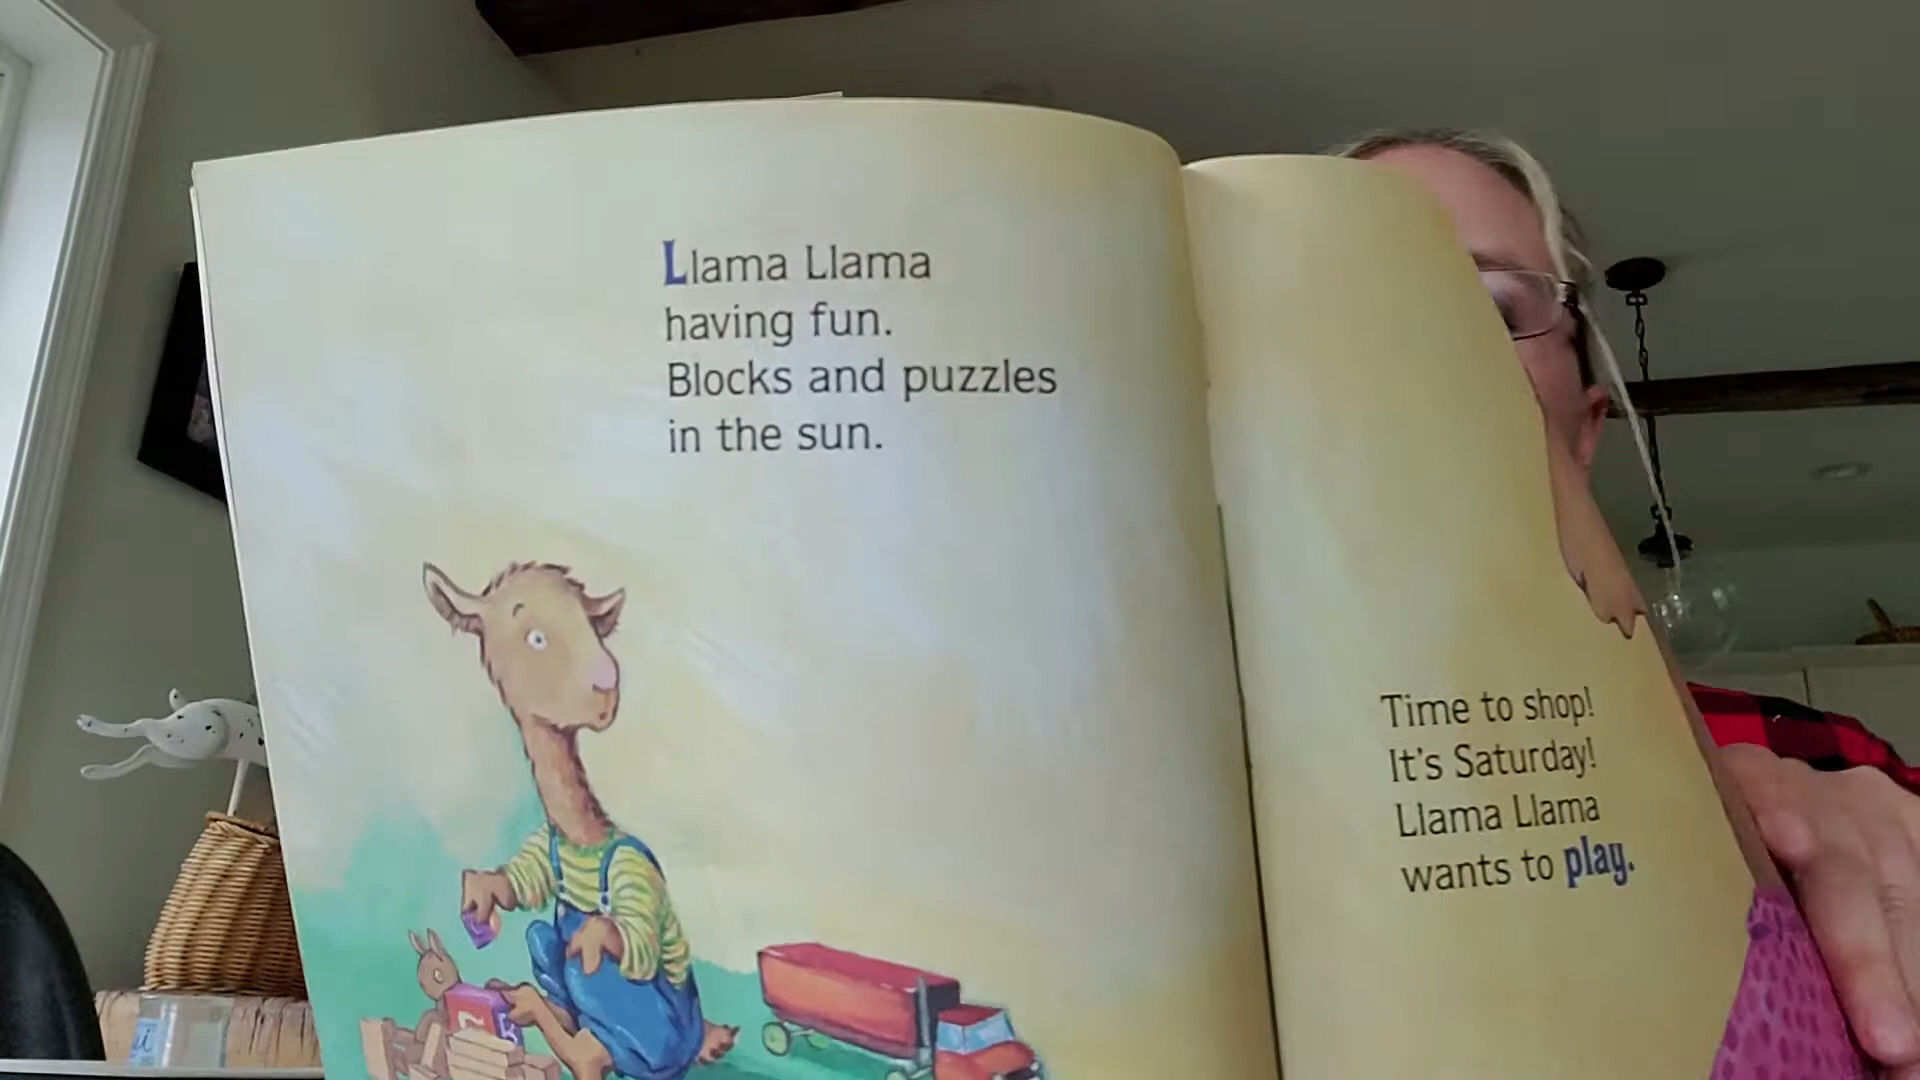 Llama Llama
having fun.
Blocks and puzzles
in the sun.
Time to shop!
It's Saturday!
Llama Llama
wants to play.